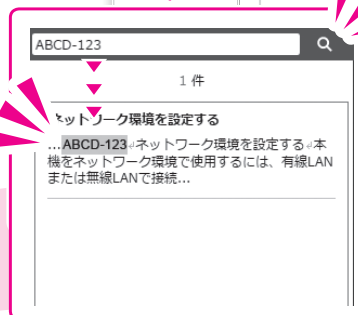 ABCD-123
1 件
ネットワーク環境を設定する
…ABCD-123↲ネットワーク環境を設定する↲本
機をネットワーク環境で使用するには、有線LAN
または無線LANで接続…